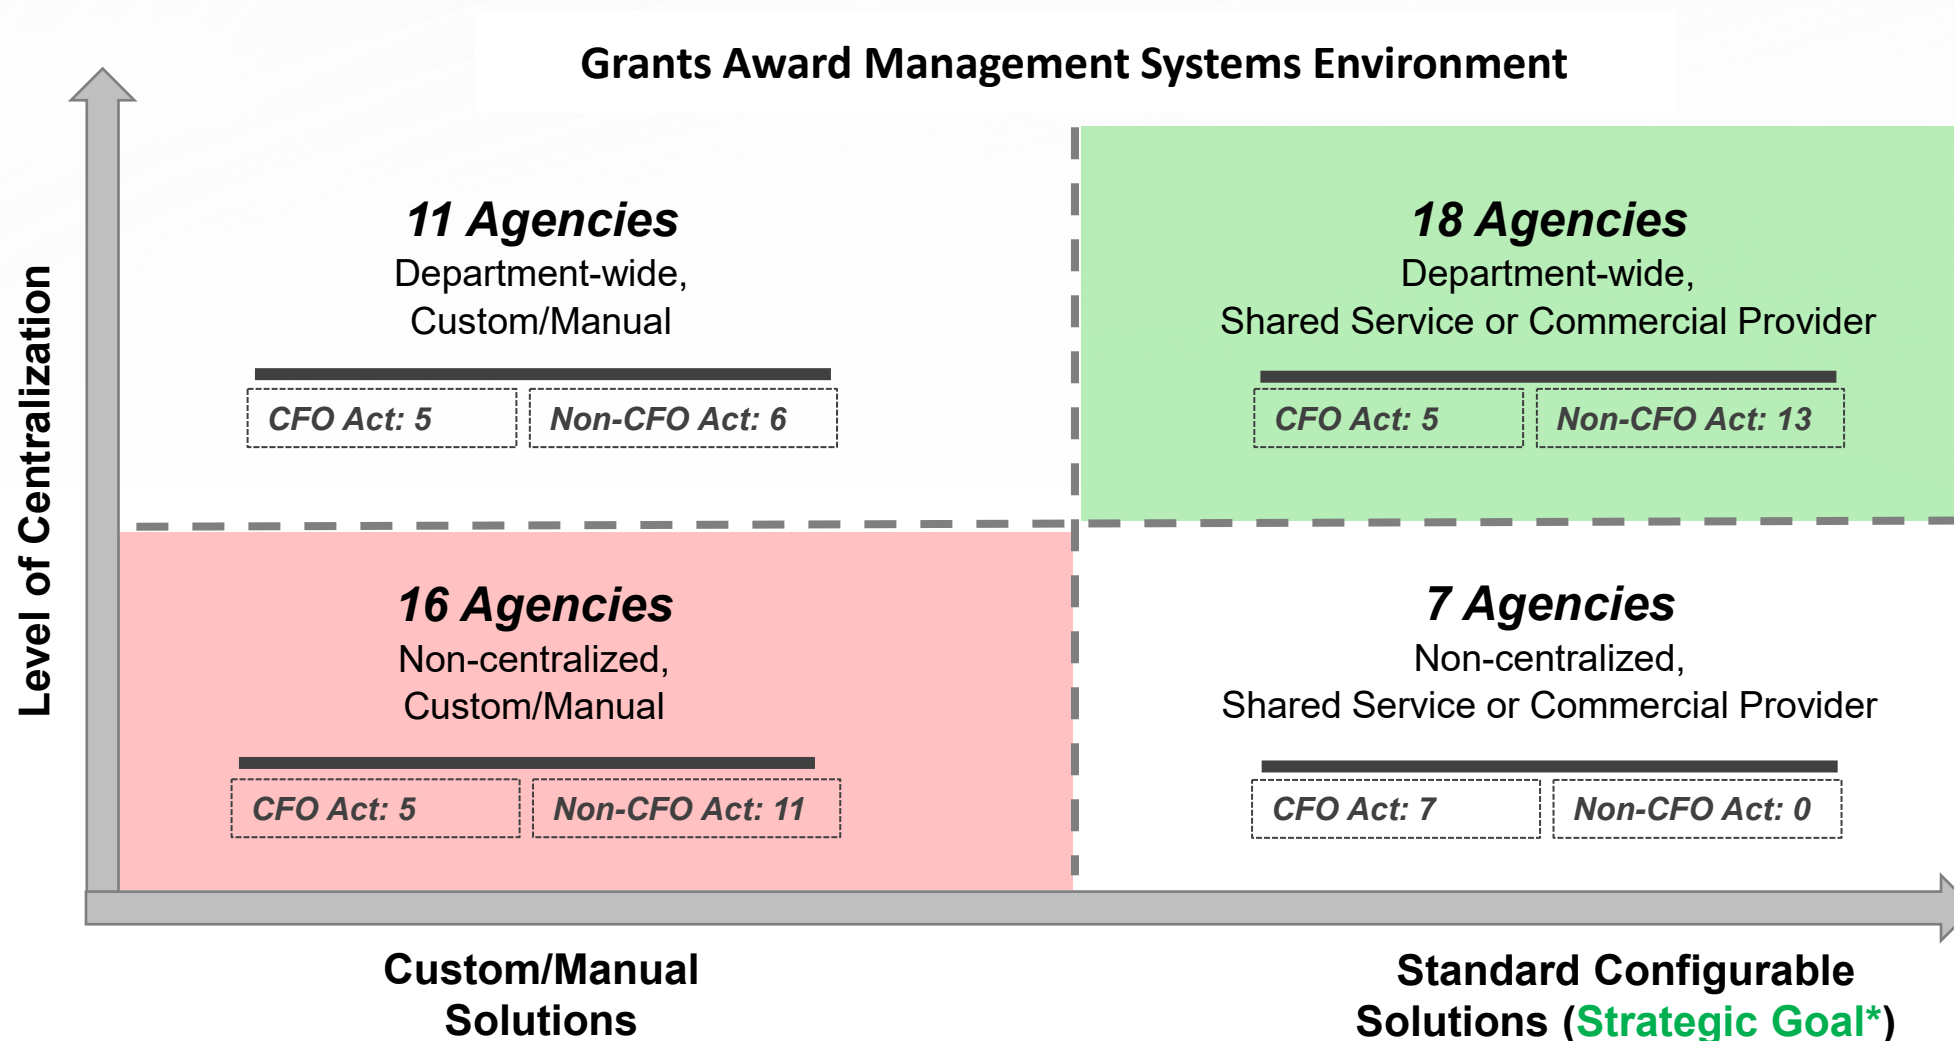 Grants Award Management Systems Environment
Level of Centralization
11 Agencies
Department-wide,
Custom/Manual
CFO Act: 5
Non-CFO Act: 6
18 Agencies
Department-wide,
Shared Service or Commercial Provider
CFO Act: 5
Non-CFO Act: 13
16 Agencies
Non-centralized,
Custom/Manual
CFO Act: 5
Non-CFO Act: 11
7 Agencies
Non-centralized,
Shared Service or Commercial Provider
CFO Act: 7
Non-CFO Act: 0
Custom/Manual
Solutions
Standard Configurable
Solutions (Strategic Goal*)